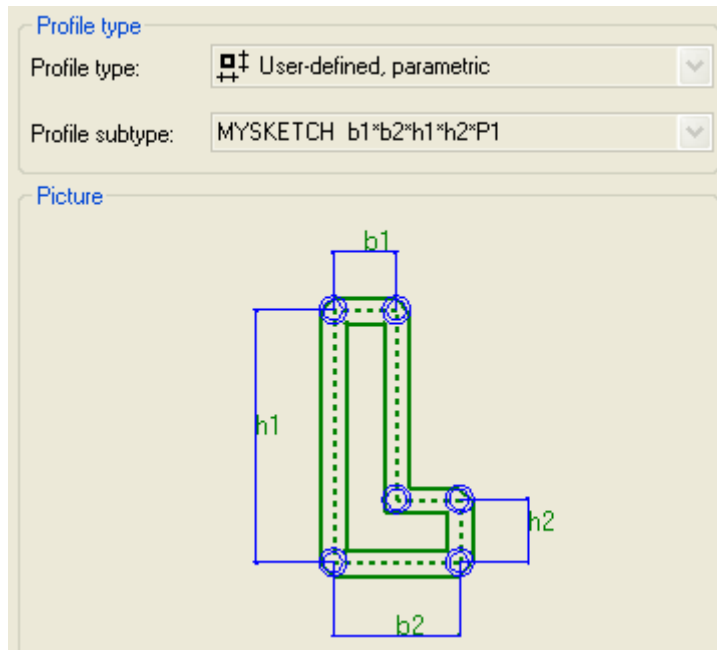 Profile type
Profile type: User-defined, parametric
Profile subtype: MYSKETCH b1*b2*h1*h2*P1
Picture
b1
h1
h2
b2